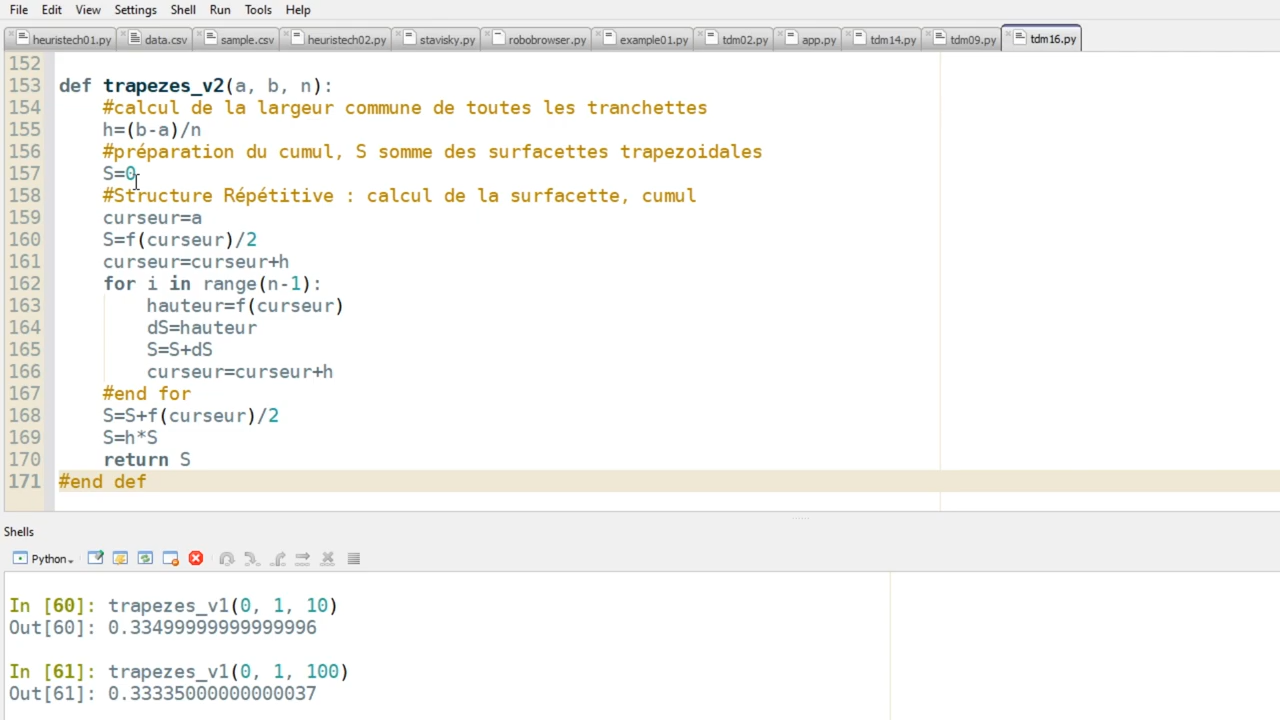 File Edit View Settings Shell Run Tools Help
heuristech01.py data.csv sample.csv heuristech02.py stavisky.py robobrowser.py example01.py tdm02.py app.py tdm14.py tdm09.py tdm16.py
152
153 def trapezes_v2(a, b, n):
154 #calcul de la largeur commune de toutes les tranchettes
155 h=(b-a)/n
156 #préparation du cumul, S somme des surfacettes trapezoidales
157 S=0
158 #Structure Répétitive : calcul de la surfacette, cumul
159 curseur=a
160 S=f(curseur)/2
161 curseur=curseur+h
162 for i in range(n-1):
163 hauteur=f(curseur)
164 dS=hauteur
165 S=S+dS
166 curseur=curseur+h
167 #end for
168 S=S+f(curseur)/2
169 S=h*S
170 return S
171 #end def
Shells
Python
In [60]: trapezes_v1(0, 1, 10)
Out[60]: 0.33499999999999996
In [61]: trapezes_v1(0, 1, 100)
Out[61]: 0.33335000000000037